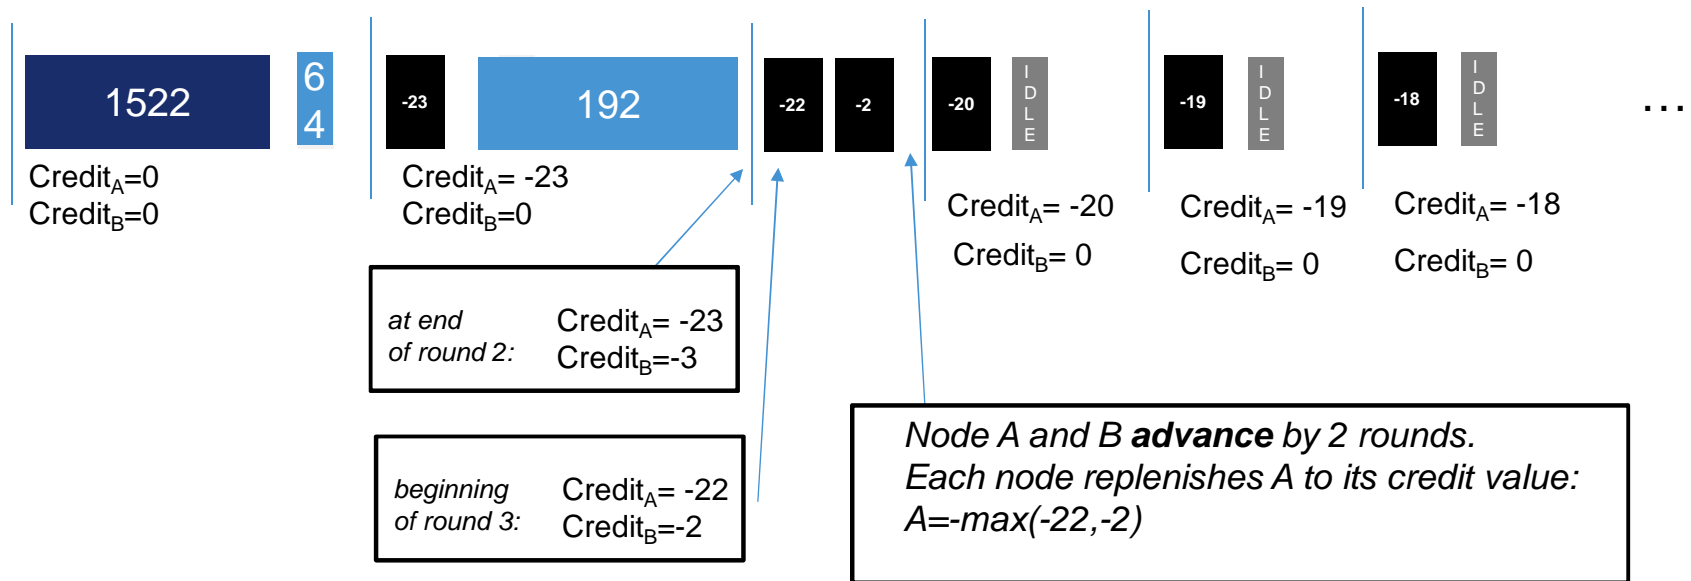 1522
64
-23
192
-22
-2
-20
IDLE
-19
IDLE
-18
IDLE
...
CreditA=0
CreditB=0
CreditA= -23
CreditB=0
CreditA= -20
CreditB= 0
CreditA= -19
CreditB= 0
CreditA= -18
CreditB= 0
at end
of round 2:
CreditA= -23
CreditB=-3
beginning
of round 3:
CreditA= -22
CreditB=-2
Node A and B advance by 2 rounds.
Each node replenishes A to its credit value:
A=-max(-22,-2)